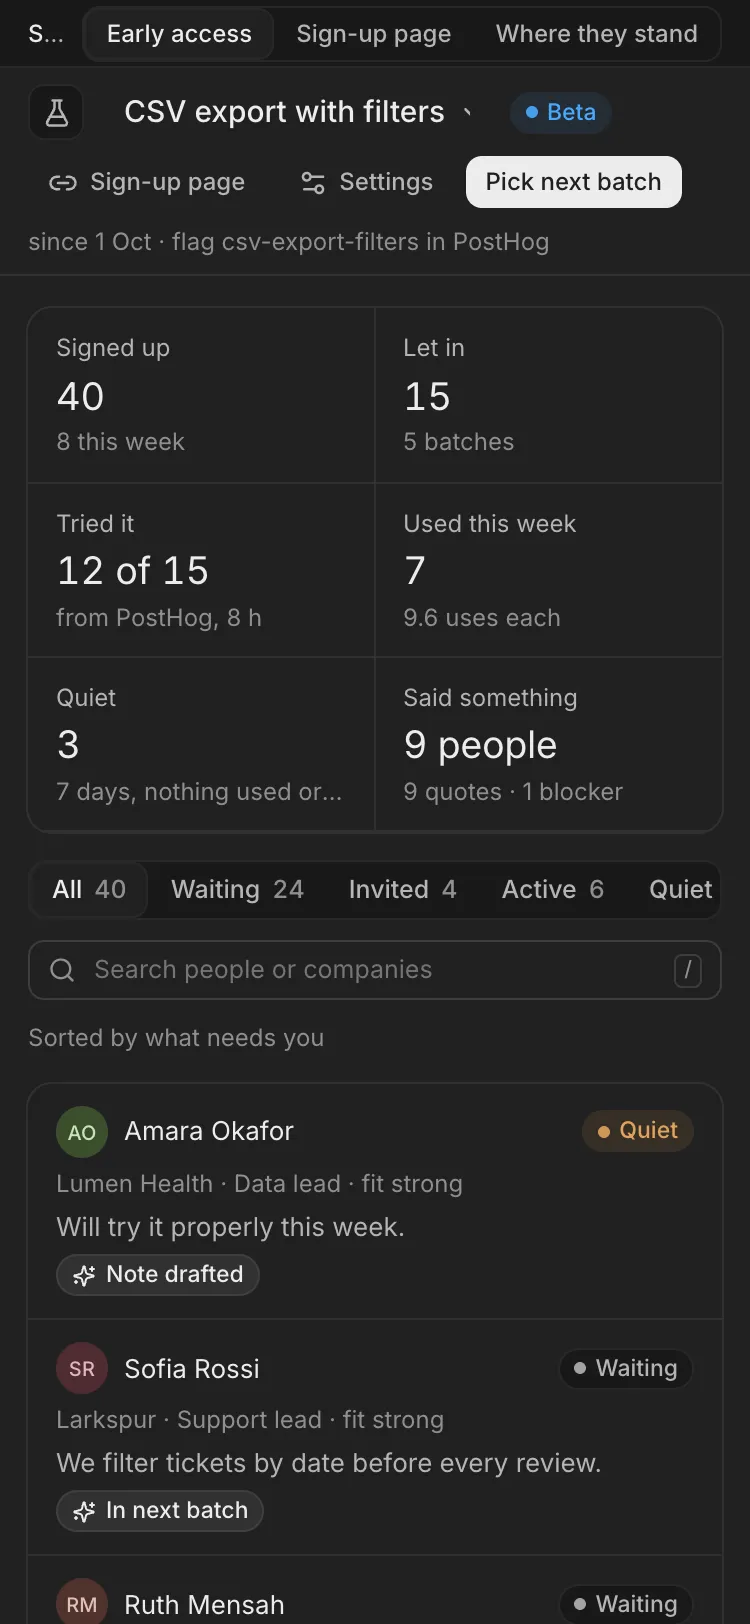 S...
Early access
Sign-up page
Where they stand
CSV export with filters
Beta
Sign-up page
Settings
Pick next batch
since 1 Oct · flag csv-export-filters in PostHog
Signed up
40
8 this week
Let in
15
5 batches
Tried it
12 of 15
from PostHog, 8 h
Used this week
7
9.6 uses each
Quiet
3
7 days, nothing used or...
Said something
9 people
9 quotes · 1 blocker
All 40
Waiting 24
Invited 4
Active 6
Quiet
Search people or companies
/
Sorted by what needs you
AO
Amara Okafor
Quiet
Lumen Health · Data lead · fit strong
Will try it properly this week.
Note drafted
SR
Sofia Rossi
Waiting
Larkspur · Support lead · fit strong
We filter tickets by date before every review.
In next batch
RM
Ruth Mensah
Waiting